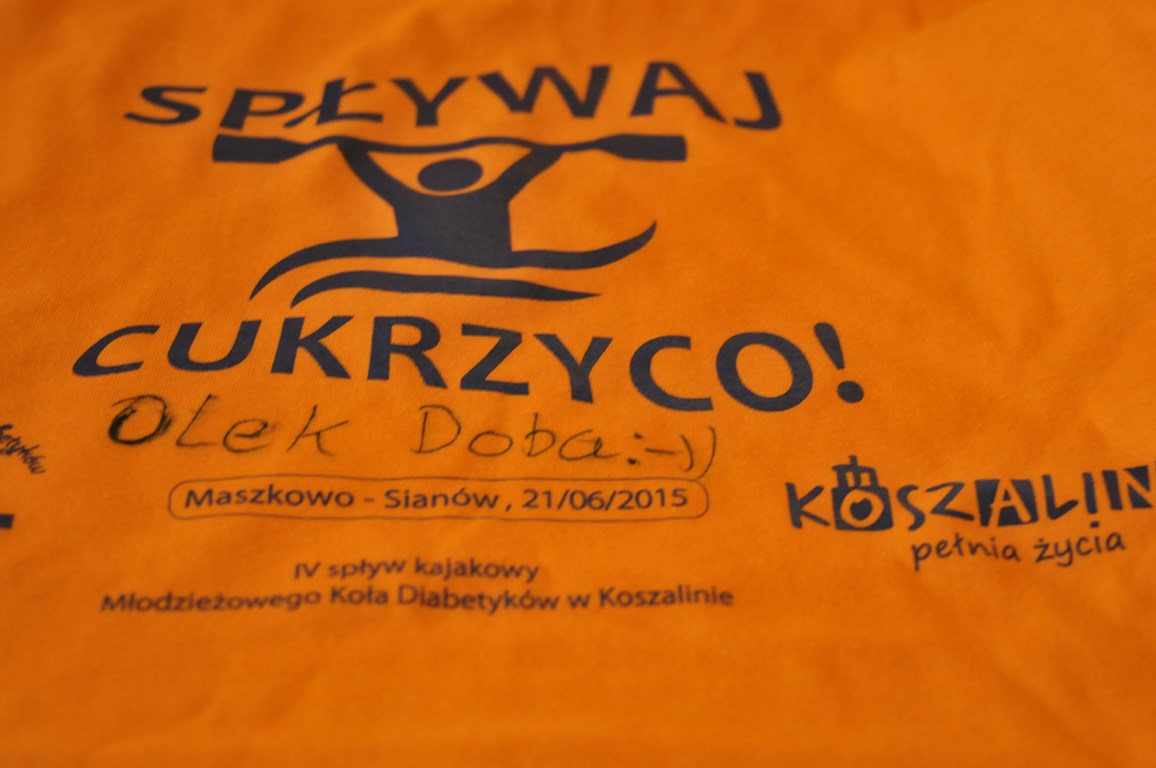 SPŁYWAJ
CUKRZYCO!
Olek Doba:-))
Maszkowo - Sianów, 21/06/2015
IV spływ kajakowy
Młodzieżowego Koła Diabetyków w Koszalinie
KOSZALIN
pełnia życia